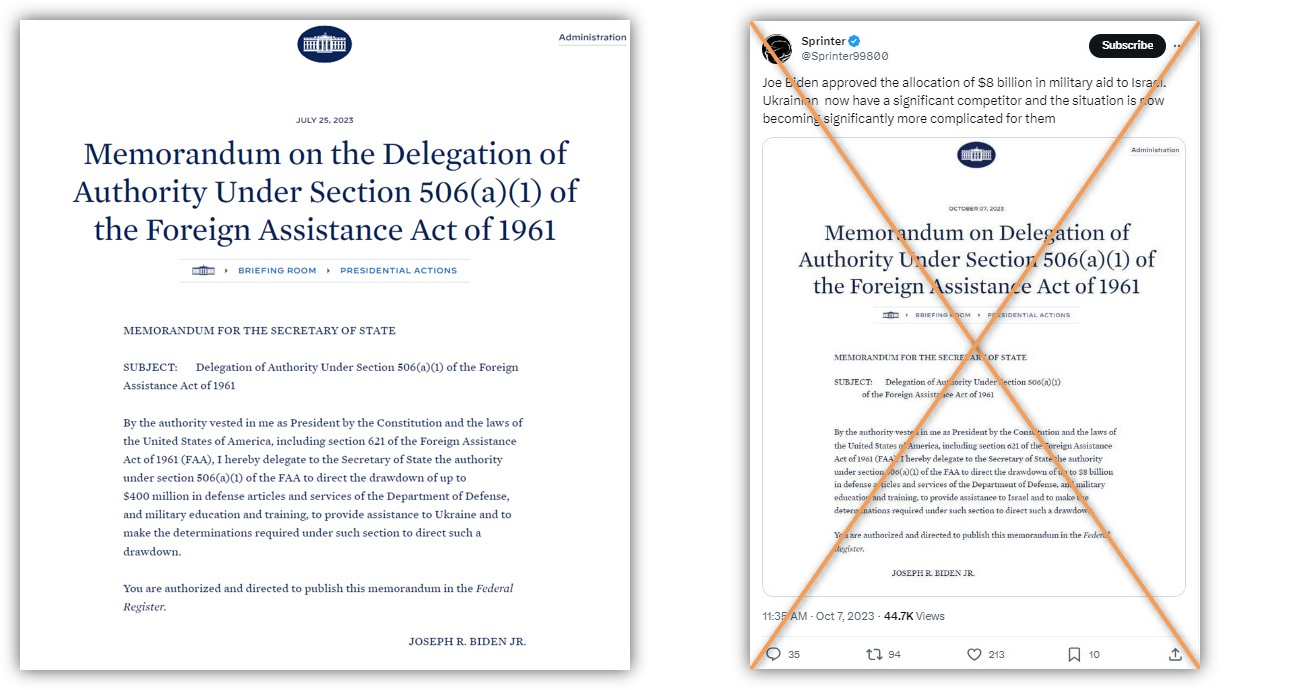 Administration
JULY 25, 2023
Memorandum on the Delegation of
Authority Under Section 506(a)(1) of
the Foreign Assistance Act of 1961
BRIEFING ROOM
PRESIDENTIAL ACTIONS
MEMORANDUM FOR THE SECRETARY OF STATE
SUBJECT: Delegation of Authority Under Section 506(a)(1) of the Foreign
Assistance Act of 1961
By the authority vested in me as President by the Constitution and the laws of
the United States of America, including section 621 of the Foreign Assistance
Act of 1961 (FAA), I hereby delegate to the Secretary of State the authority
under section 506(a)(1) of the FAA to direct the drawdown of up to
$400 million in defense articles and services of the Department of Defense,
and military education and training, to provide assistance to Ukraine and to
make the determinations required under such section to direct such a
drawdown.
You are authorized and directed to publish this memorandum in the Federal
Register.
JOSEPH R. BIDEN JR.
Sprinter
@Sprinter99800
Subscribe
Joe Biden approved the allocation of $8 billion in military aid to Israel.
Ukrainian now have a significant competitor and the situation is now
becoming significantly more complicated for them
Administration
OCTOBER 07, 2023
Memorandum on Delegation of
Authority Under Section 506(a)(1) of
the Foreign Assistance Act of 1961
BRIEFING ROOM
PRESIDENTIAL ACTIONS
MEMORANDUM FOR THE SECRETARY OF STATE
SUBJECT: Delegation of Authority Under Section 506(a)(1)
of the Foreign Assistance Act of 1961
By the authority vested in me as President by the Constitution and the laws of
the United States of America, including section 621 of the Foreign Assistance
Act of 1961 (FAA), I hereby delegate to the Secretary of State the authority
under section 506(a)(1) of the FAA to direct the drawdown of up to $8 billion
in defense articles and services of the Department of Defense, and military
education and training, to provide assistance to Israel and to make the
determinations required under such section to direct such a drawdown.
You are authorized and directed to publish this memorandum in the Federal
Register.
JOSEPH R. BIDEN JR.
11:35 AM · Oct 7, 2023 · 44.7K Views
35 94 213 10